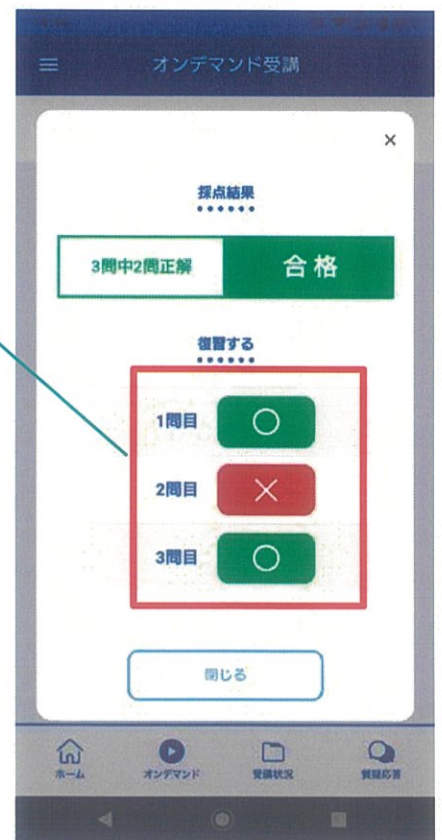 オンデマンド受講
×
採点結果
3問中2問正解 合格
復習する
1問目 ○
2問目 ×
3問目 ○
閉じる
ホーム オンデマンド 受講状況 質疑応答